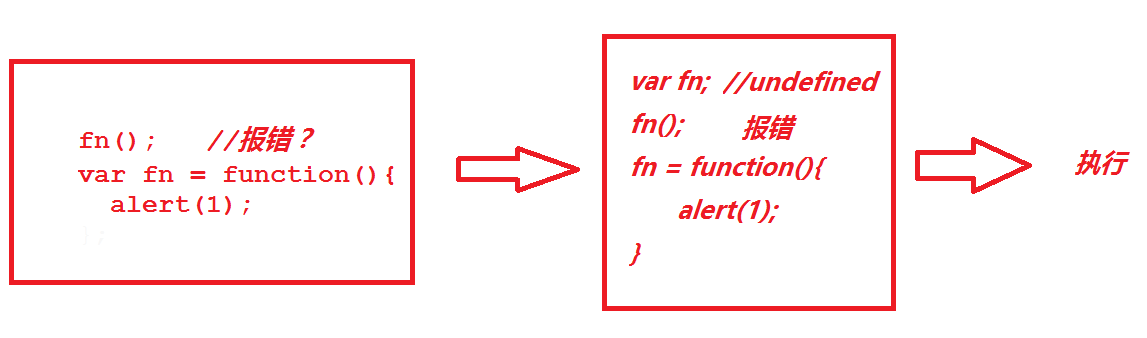 fn();   //报错？
var fn = function(){
  alert(1);
};
var fn; //undefined
fn();   报错
fn = function(){
  alert(1);
}
执行